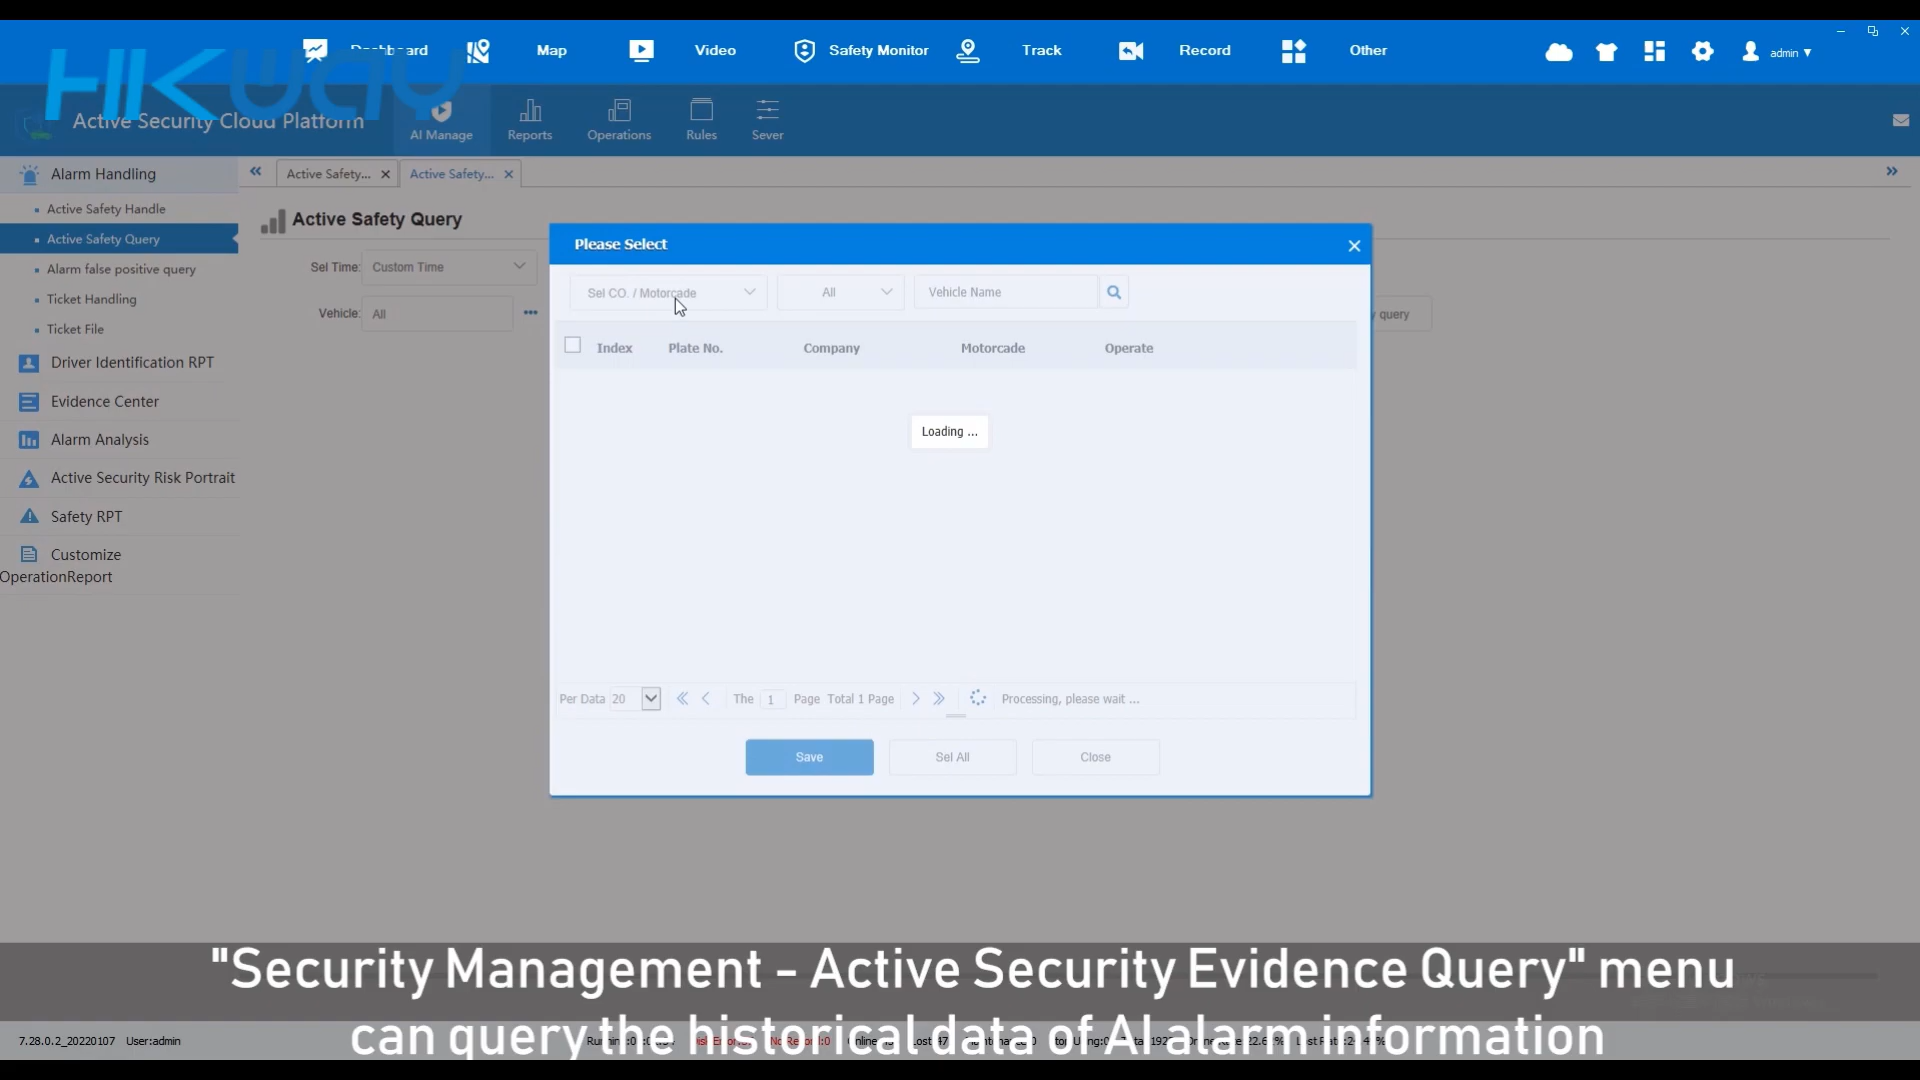 HKWAY
Dashboard Map Video Safety Monitor Track Record Other admin
Active Security Cloud Platform
AI Manage Reports Operations Rules Sever
Alarm Handling
Active Safety Handle
Active Safety Query
Alarm false positive query
Ticket Handling
Ticket File
Driver Identification RPT
Evidence Center
Alarm Analysis
Active Security Risk Portrait
Safety RPT
Customize
OperationReport
Active Safety... Active Safety...
Active Safety Query
Sel Time: Custom Time
Vehicle: All •••
query
Please Select
Sel CO. / Motorcade All Vehicle Name
Index Plate No. Company Motorcade Operate
Loading ...
Per Data 20 The 1 Page Total 1 Page Processing, please wait ...
Save Sel All Close
"Security Management - Active Security Evidence Query" menu
can query the historical data of AI alarm information
7.28.0.2_20220107 User:admin